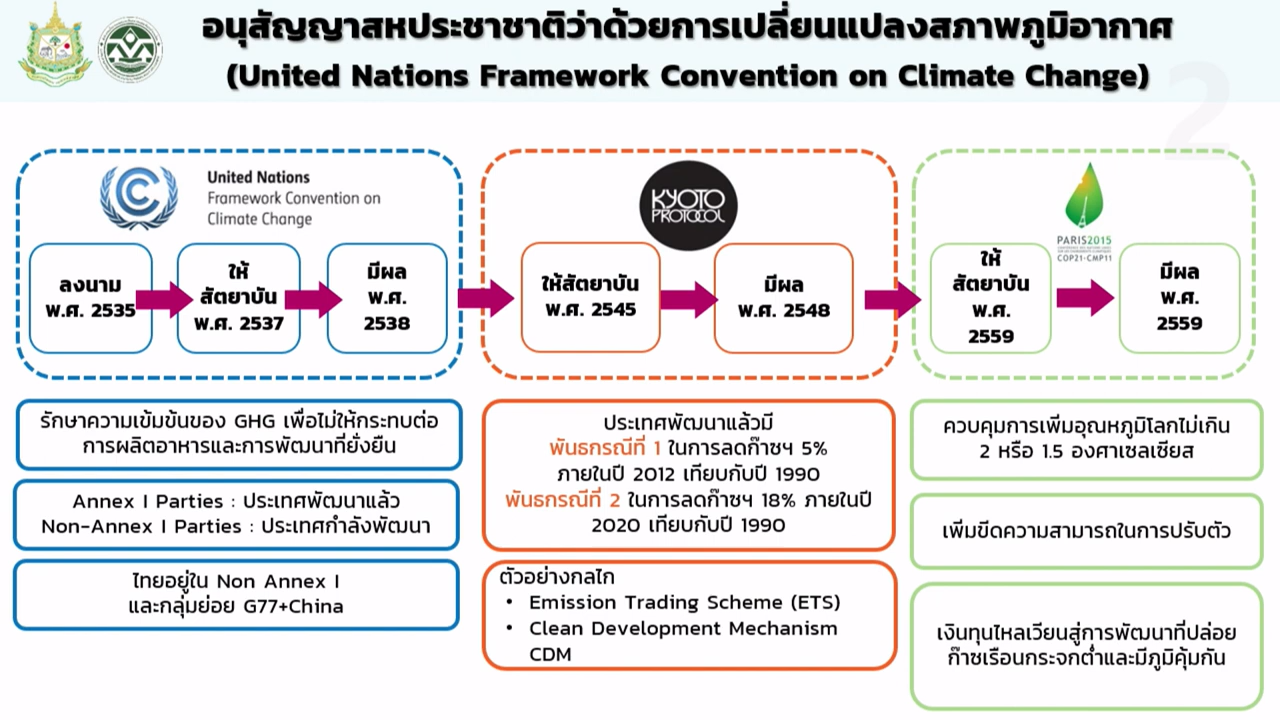 อนุสัญญาสหประชาชาติว่าด้วยการเปลี่ยนแปลงสภาพภูมิอากาศ
(United Nations Framework Convention on Climate Change)
2
United Nations
Framework Convention on
Climate Change
ลงนาม
พ.ศ. 2535
ให้
สัตยาบัน
พ.ศ. 2537
มีผล
พ.ศ.
2538
KYOTO
PROTOCOL
ให้สัตยาบัน
พ.ศ. 2545
มีผล
พ.ศ. 2548
PARIS2015
COP21-CMP11
ให้
สัตยาบัน
พ.ศ.
2559
มีผล
พ.ศ.
2559
รักษาความเข้มข้นของ GHG เพื่อไม่ให้กระทบต่อ
การผลิตอาหารและการพัฒนาที่ยั่งยืน
Annex I Parties : ประเทศพัฒนาแล้ว
Non-Annex I Parties : ประเทศกำลังพัฒนา
ไทยอยู่ใน Non Annex I
และกลุ่มย่อย G77+China
ประเทศพัฒนาแล้วมี
พันธกรณีที่ 1 ในการลดก๊าซฯ 5%
ภายในปี 2012 เทียบกับปี 1990
พันธกรณีที่ 2 ในการลดก๊าซฯ 18% ภายในปี
2020 เทียบกับปี 1990
ตัวอย่างกลไก
• Emission Trading Scheme (ETS)
• Clean Development Mechanism
CDM
ควบคุมการเพิ่มอุณหภูมิโลกไม่เกิน
2 หรือ 1.5 องศาเซลเซียส
เพิ่มขีดความสามารถในการปรับตัว
เงินทุนไหลเวียนสู่การพัฒนาที่ปล่อย
ก๊าซเรือนกระจกต่ำและมีภูมิคุ้มกัน